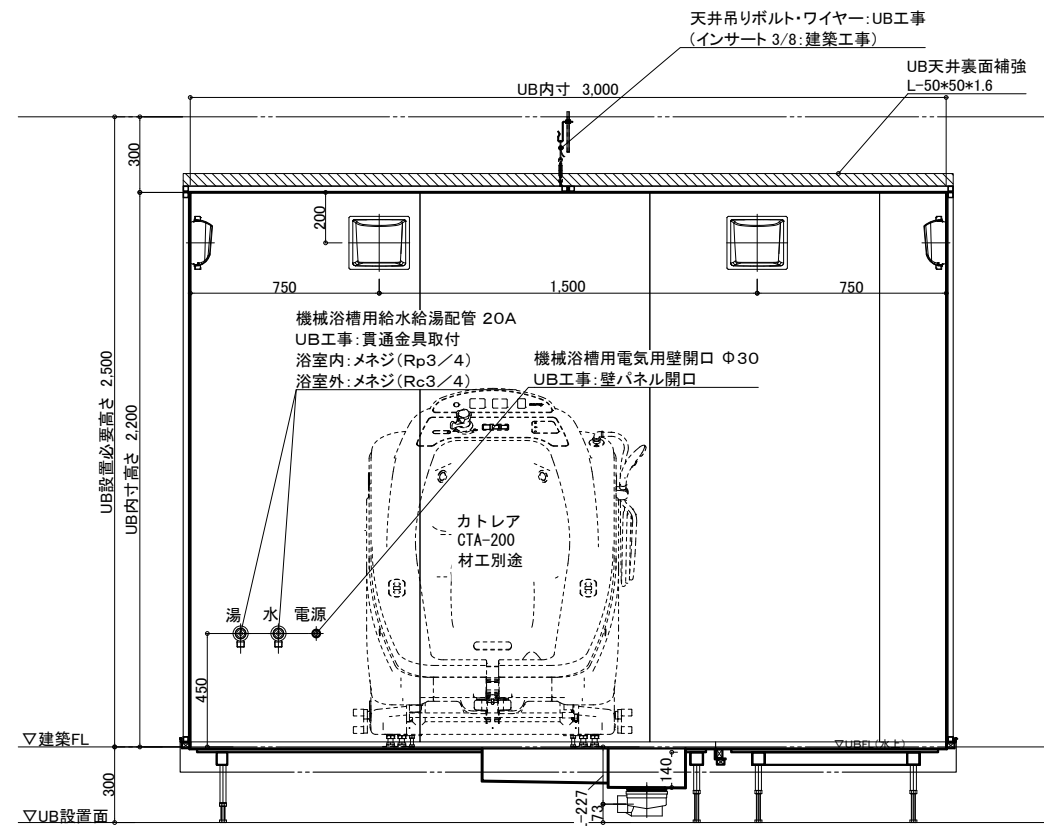 天井吊りボルト・ワイヤー：UB工事
(インサート 3/8：建築工事)
UB天井裏面補強
L-50*50*1.6
UB内寸 3,000
300
200
750
1,500
750
機械浴槽用給水給湯配管 20A
UB工事：貫通金具取付
浴室内：メネジ(Rp3／4)
浴室外：メネジ(Rc3／4)
機械浴槽用電気用壁開口 Φ30
UB工事：壁パネル開口
UB設置必要高さ 2,500
UB内寸高さ 2,200
カトレア
CTA-200
材工別途
湯
水
電源
450
▽建築FL
▽UBFL(水上)
140
300
-227
73
▽UB設置面